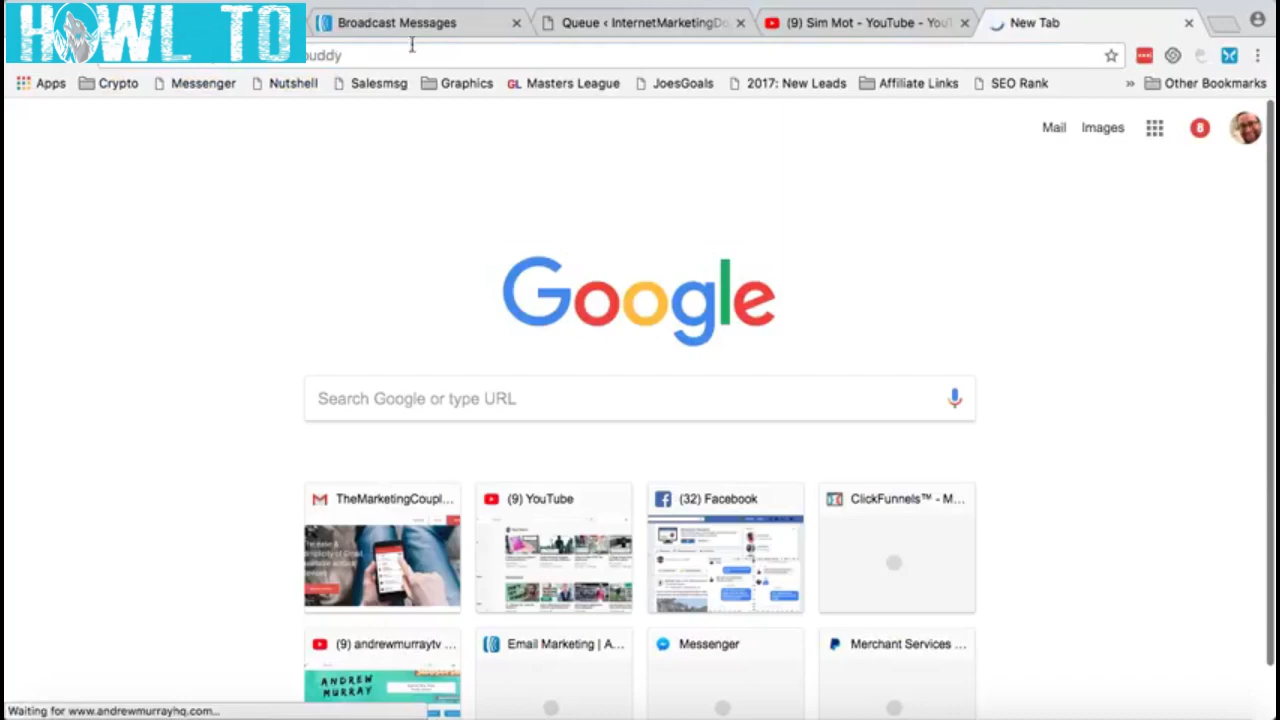 HOWL TO
Broadcast Messages
Queue ‹ InternetMarketingDo
(9) Sim Mot - YouTube - You
New Tab
buddy
Apps
Crypto
Messenger
Nutshell
Salesmsg
Graphics
GL Masters League
JoesGoals
2017: New Leads
Affiliate Links
SEO Rank
»
Other Bookmarks
Mail
Images
8
Google
Search Google or type URL
TheMarketingCoupl...
(9) YouTube
(32) Facebook
ClickFunnels™ - M...
(9) andrewmurraytv ...
Email Marketing | A...
Messenger
Merchant Services ...
ANDREW
MURRAY
Waiting for www.andrewmurrayhq.com...